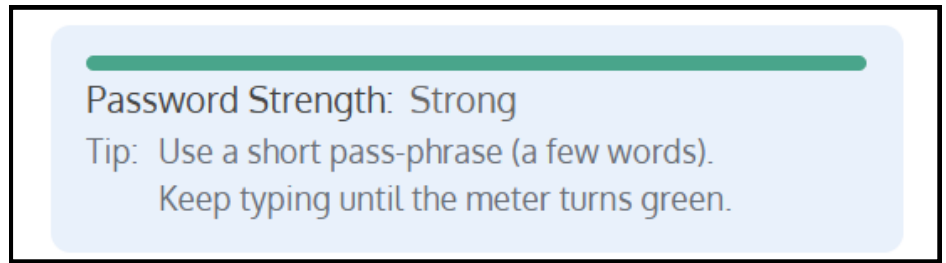 Password Strength: Strong
Tip: Use a short pass-phrase (a few words).
Keep typing until the meter turns green.